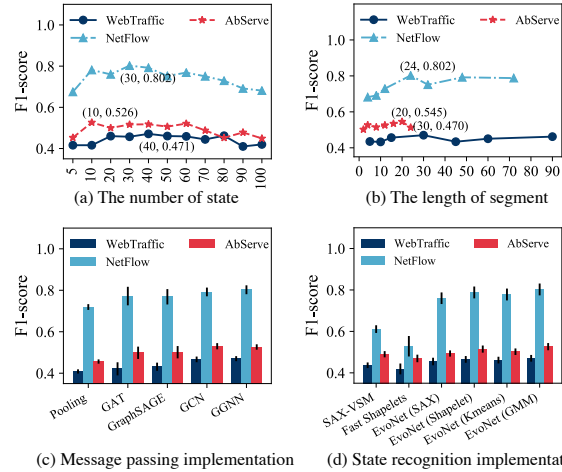 WebTraffic AbServe
NetFlow
F1-score
1.0
0.8
0.6
0.4
(30, 0.802)
(10, 0.526)
(40, 0.471)
5 10 20 30 40 50 60 70 80 90 100
(a) The number of state
WebTraffic AbServe
NetFlow
F1-score
1.0
0.8
0.6
0.4
(24, 0.802)
(20, 0.545)
(30, 0.470)
0 10 20 30 40 50 60 70 80 90
(b) The length of segment
WebTraffic AbServe
NetFlow
F1-score
1.0
0.8
0.6
0.4
Pooling
GAT
GraphSAGE
GCN
GGNN
(c) Message passing implementation
WebTraffic AbServe
NetFlow
F1-score
1.0
0.8
0.6
0.4
SAX-VSM
Fast Shapelets
EvoNet (SAX)
EvoNet (Shapelet)
EvoNet (Kmeans)
EvoNet (GMM)
(d) State recognition implementat